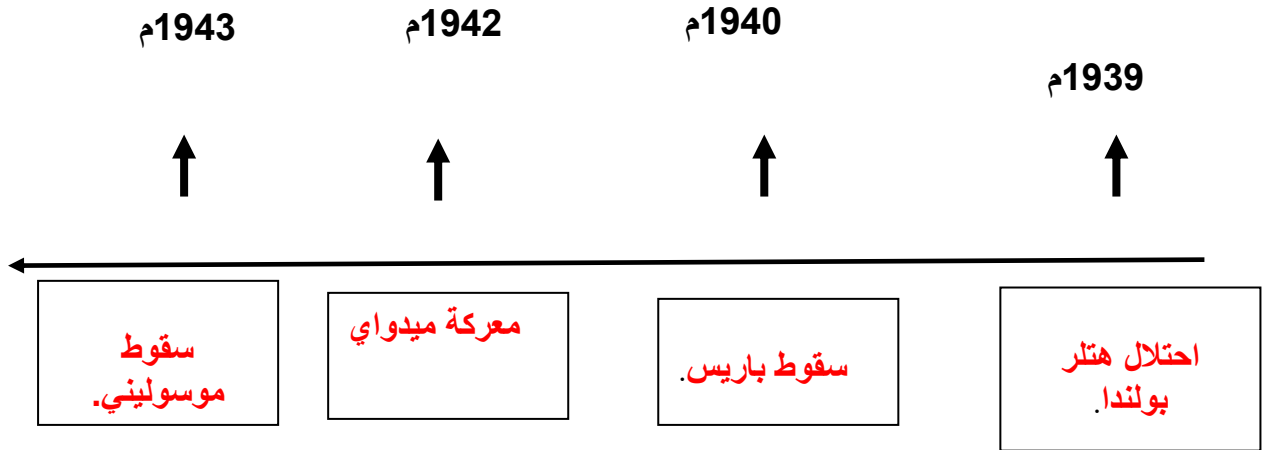 1939م
1940م
1942م
1943م
احتلال هتلر
بولندا.
سقوط باريس.
معركة ميدواي
سقوط
موسوليني.